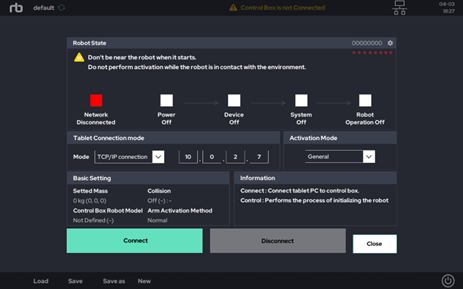 rb default Control Box is not Connected 04-03
18:27
Robot State 00000000
Don't be near the robot when it starts. ********
Do not perform activation while the robot is in contact with the environment.
Network Power Device System Robot
Disconnected Off Off Off Operation Off
Tablet Connection mode Activation Mode
Mode TCP/IP connection 10 . 0 . 2 . 7 General
Basic Setting Information
Setted Mass Collision Connect : Connect tablet PC to control box.
0 kg (0, 0, 0) Off (-) : - Control : Performs the process of initializing the robot
Control Box Robot Model Arm Activation Method
Not Defined (-) Normal
Connect Disconnect Close
Load Save Save as New